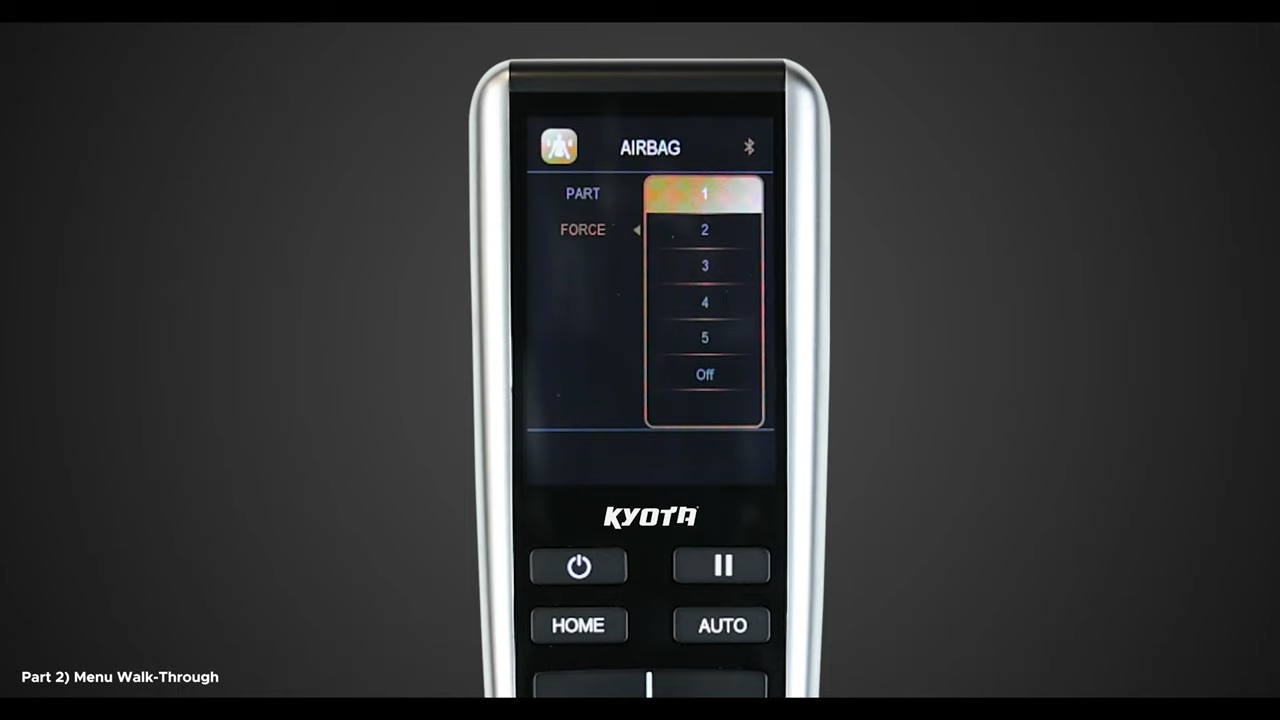 AIRBAG
PART
1
FORCE
2
3
4
5
Off
KYOTA
HOME
AUTO
Part 2) Menu Walk-Through